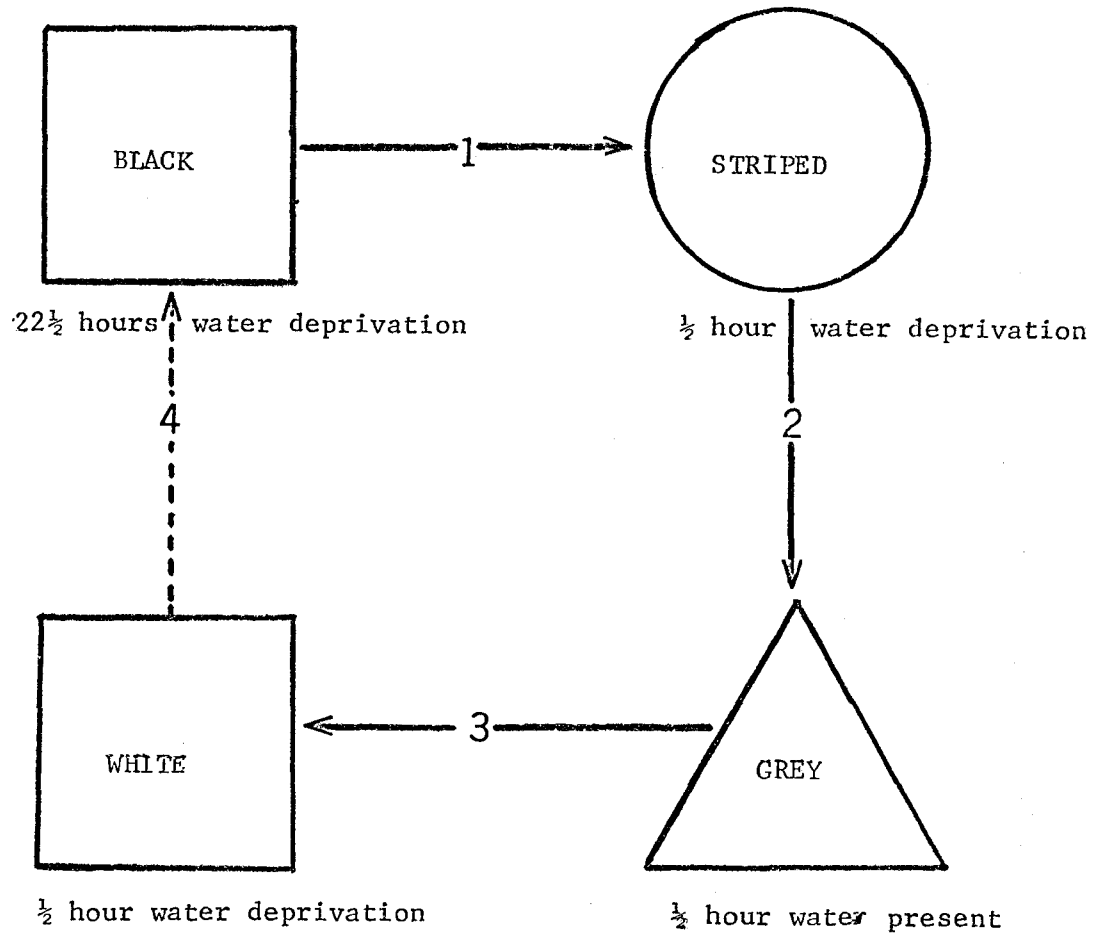 BLACK
1
STRIPED
22½ hours water deprivation
½ hour water deprivation
4
2
WHITE
3
GREY
½ hour water deprivation
½ hour water present